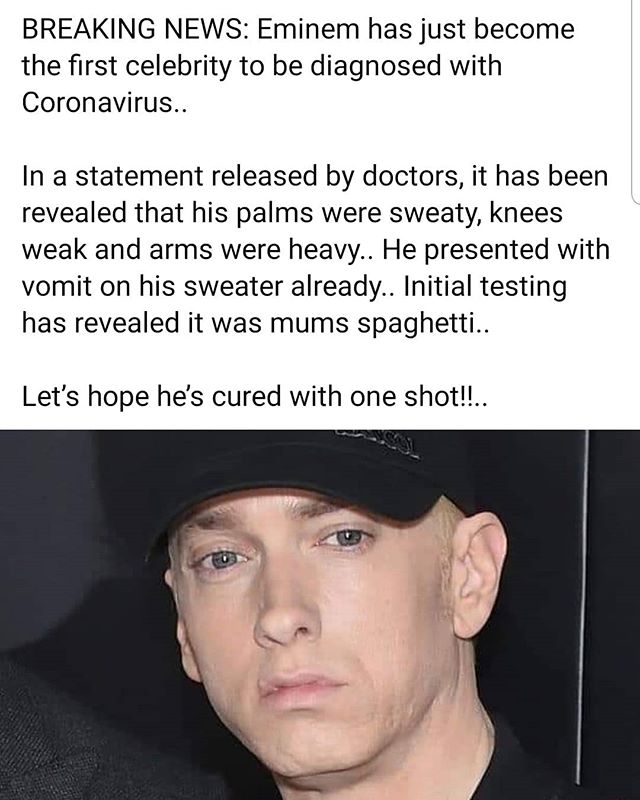 BREAKING NEWS: Eminem has just become
the first celebrity to be diagnosed with
Coronavirus..
In a statement released by doctors, it has been
revealed that his palms were sweaty, knees
weak and arms were heavy.. He presented with
vomit on his sweater already.. Initial testing
has revealed it was mums spaghetti..
Let's hope he's cured with one shot!!..